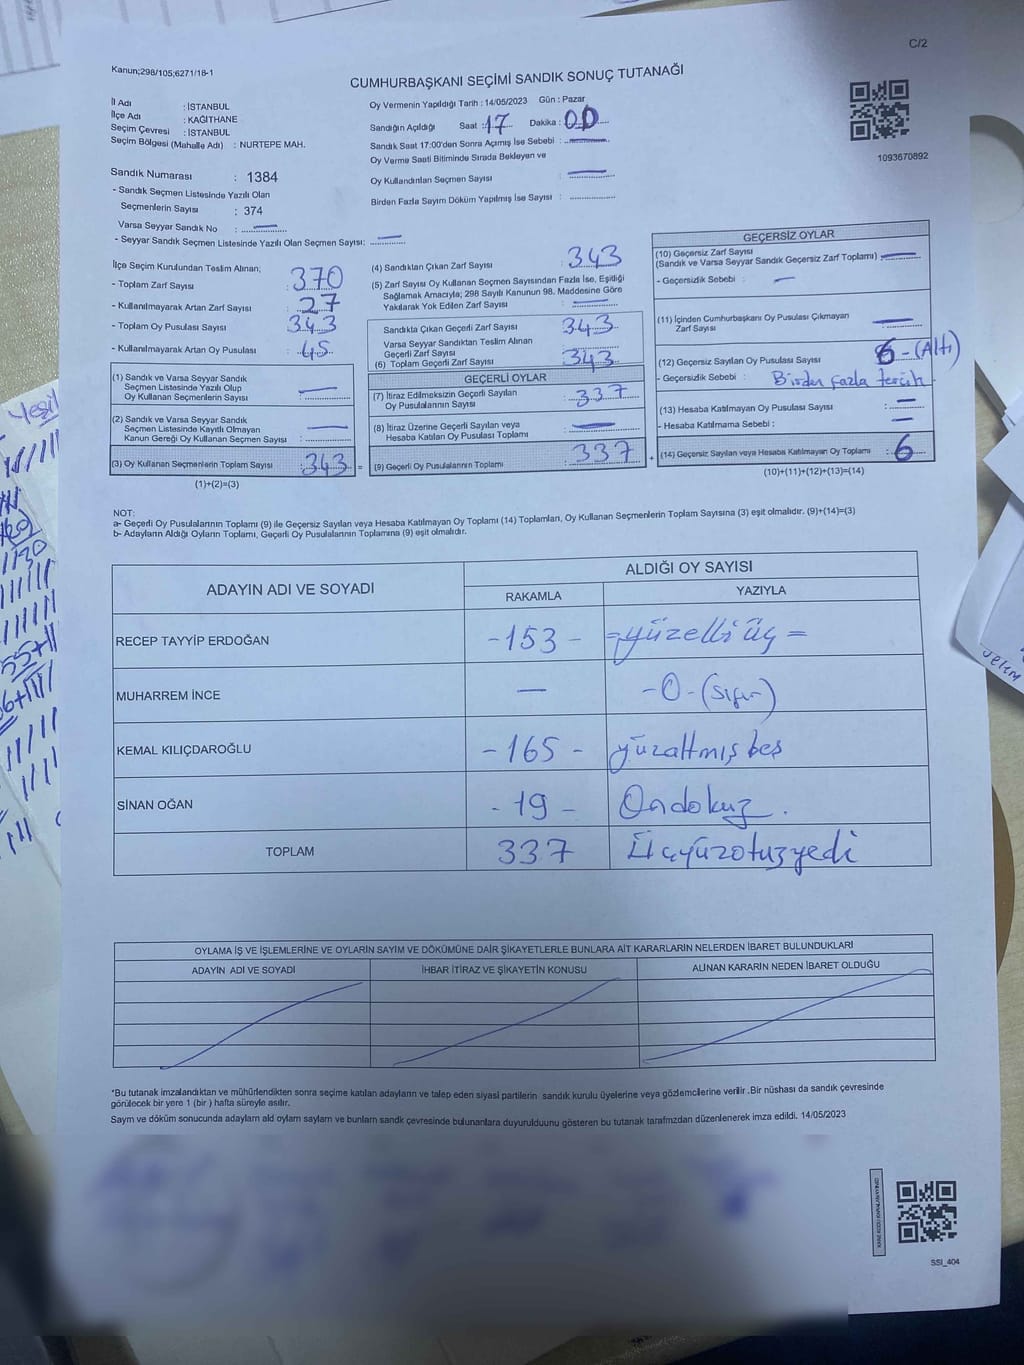 C/2
Kanun;298/105;6271/18-1
CUMHURBAŞKANI SEÇİMİ SANDIK SONUÇ TUTANAĞI
İl Adı : İSTANBUL
İlçe Adı : KAĞITHANE
Seçim Çevresi : İSTANBUL
Seçim Bölgesi (Mahalle Adı) : NURTEPE MAH.
Oy Vermenin Yapıldığı Tarih : 14/05/2023 Gün : Pazar
Sandığın Açıldığı Saat : 17 Dakika : 00
Sandık Saat 17:00'den Sonra Açmış İse Sebebi : —
Oy Verme Saati Bitiminde Sırada Bekleyen ve
Oy Kullandırılan Seçmen Sayısı : —
Birden Fazla Sayım Döküm Yapılmış İse Sayısı :
1093670892
Sandık Numarası : 1384
- Sandık Seçmen Listesinde Yazılı Olan
Seçmenlerin Sayısı : 374
Varsa Seyyar Sandık No : —
- Seyyar Sandık Seçmen Listesinde Yazılı Olan Seçmen Sayısı: —
İlçe Seçim Kurulundan Teslim Alınan;
- Toplam Zarf Sayısı : 370
- Kullanılmayarak Artan Zarf Sayısı : 27
- Toplam Oy Pusulası Sayısı : 343
- Kullanılmayarak Artan Oy Pusulası : 45
(1) Sandık ve Varsa Seyyar Sandık
Seçmen Listesinde Yazılı Olup
Oy Kullanan Seçmenlerin Sayısı : —
(2) Sandık ve Varsa Seyyar Sandık
Seçmen Listesinde Kayıtlı Olmayan
Kanun Gereği Oy Kullanan Seçmen Sayısı : —
(3) Oy Kullanan Seçmenlerin Toplam Sayısı : 343 =
(1)+(2)=(3)
(4) Sandıktan Çıkan Zarf Sayısı : 343
(5) Zarf Sayısı Oy Kullanan Seçmen Sayısından Fazla İse, Eşitliği
Sağlamak Amacıyla; 298 Sayılı Kanunun 98. Maddesine Göre
Yakılarak Yok Edilen Zarf Sayısı : —
Sandıkta Çıkan Geçerli Zarf Sayısı : 343
Varsa Seyyar Sandıktan Teslim Alınan
Geçerli Zarf Sayısı
(6) Toplam Geçerli Zarf Sayısı : 343
GEÇERLİ OYLAR
(7) İtiraz Edilmeksizin Geçerli Sayılan
Oy Pusulalarının Sayısı : 337
(8) İtiraz Üzerine Geçerli Sayılan veya
Hesaba Katılan Oy Pusulası Toplamı : —
(9) Geçerli Oy Pusulalarının Toplamı : 337 +
GEÇERSİZ OYLAR
(10) Geçersiz Zarf Sayısı
(Sandık ve Varsa Seyyar Sandık Geçersiz Zarf Toplamı) : —
- Geçersizlik Sebebi : —
(11) İçinden Cumhurbaşkanı Oy Pusulası Çıkmayan
Zarf Sayısı : —
(12) Geçersiz Sayılan Oy Pusulası Sayısı : 6-(Altı)
- Geçersizlik Sebebi : Birden fazla tercih
(13) Hesaba Katılmayan Oy Pusulası Sayısı : —
- Hesaba Katılmama Sebebi : —
(14) Geçersiz Sayılan veya Hesaba Katılmayan Oy Toplamı : 6
(10)+(11)+(12)+(13)=(14)
NOT:
a- Geçerli Oy Pusulalarının Toplamı (9) ile Geçersiz Sayılan veya Hesaba Katılmayan Oy Toplamı (14) Toplamları, Oy Kullanan Seçmenlerin Toplam Sayısına (3) eşit olmalıdır. (9)+(14)=(3)
b- Adayların Aldığı Oyların Toplamı, Geçerli Oy Pusulalarının Toplamına (9) eşit olmalıdır.
ADAYIN ADI VE SOYADI
ALDIĞI OY SAYISI
RAKAMLA YAZIYLA
RECEP TAYYİP ERDOĞAN - 153 - = yüzelli üç =
MUHARREM İNCE — - 0 - (sıfır)
KEMAL KILIÇDAROĞLU - 165 - yüzaltmış beş
SİNAN OĞAN - 19 - Ondokuz .
TOPLAM 337 Üçyüzotuzyedi
OYLAMA İŞ VE İŞLEMLERİNE VE OYLARIN SAYIM VE DÖKÜMÜNE DAİR ŞİKAYETLERLE BUNLARA AİT KARARLARIN NELERDEN İBARET BULUNDUKLARI
ADAYIN ADI VE SOYADI İHBAR İTİRAZ VE ŞİKAYETİN KONUSU ALINAN KARARIN NEDEN İBARET OLDUĞU
*Bu tutanak imzalandıktan ve mühürlendikten sonra seçime katılan adayların ve talep eden siyasi partilerin sandık kurulu üyelerine veya gözlemcilerine verilir .Bir nüshası da sandık çevresinde
görülecek bir yere 1 (bir ) hafta süreyle asılır.
Sayım ve döküm sonucunda adayların ald oyların sayların ve bunların sandk çevresinde bulunanlara duyurulduunu gösteren bu tutanak tarafmzdan düzenlenerek imza edildi. 14/05/2023
SSI_404